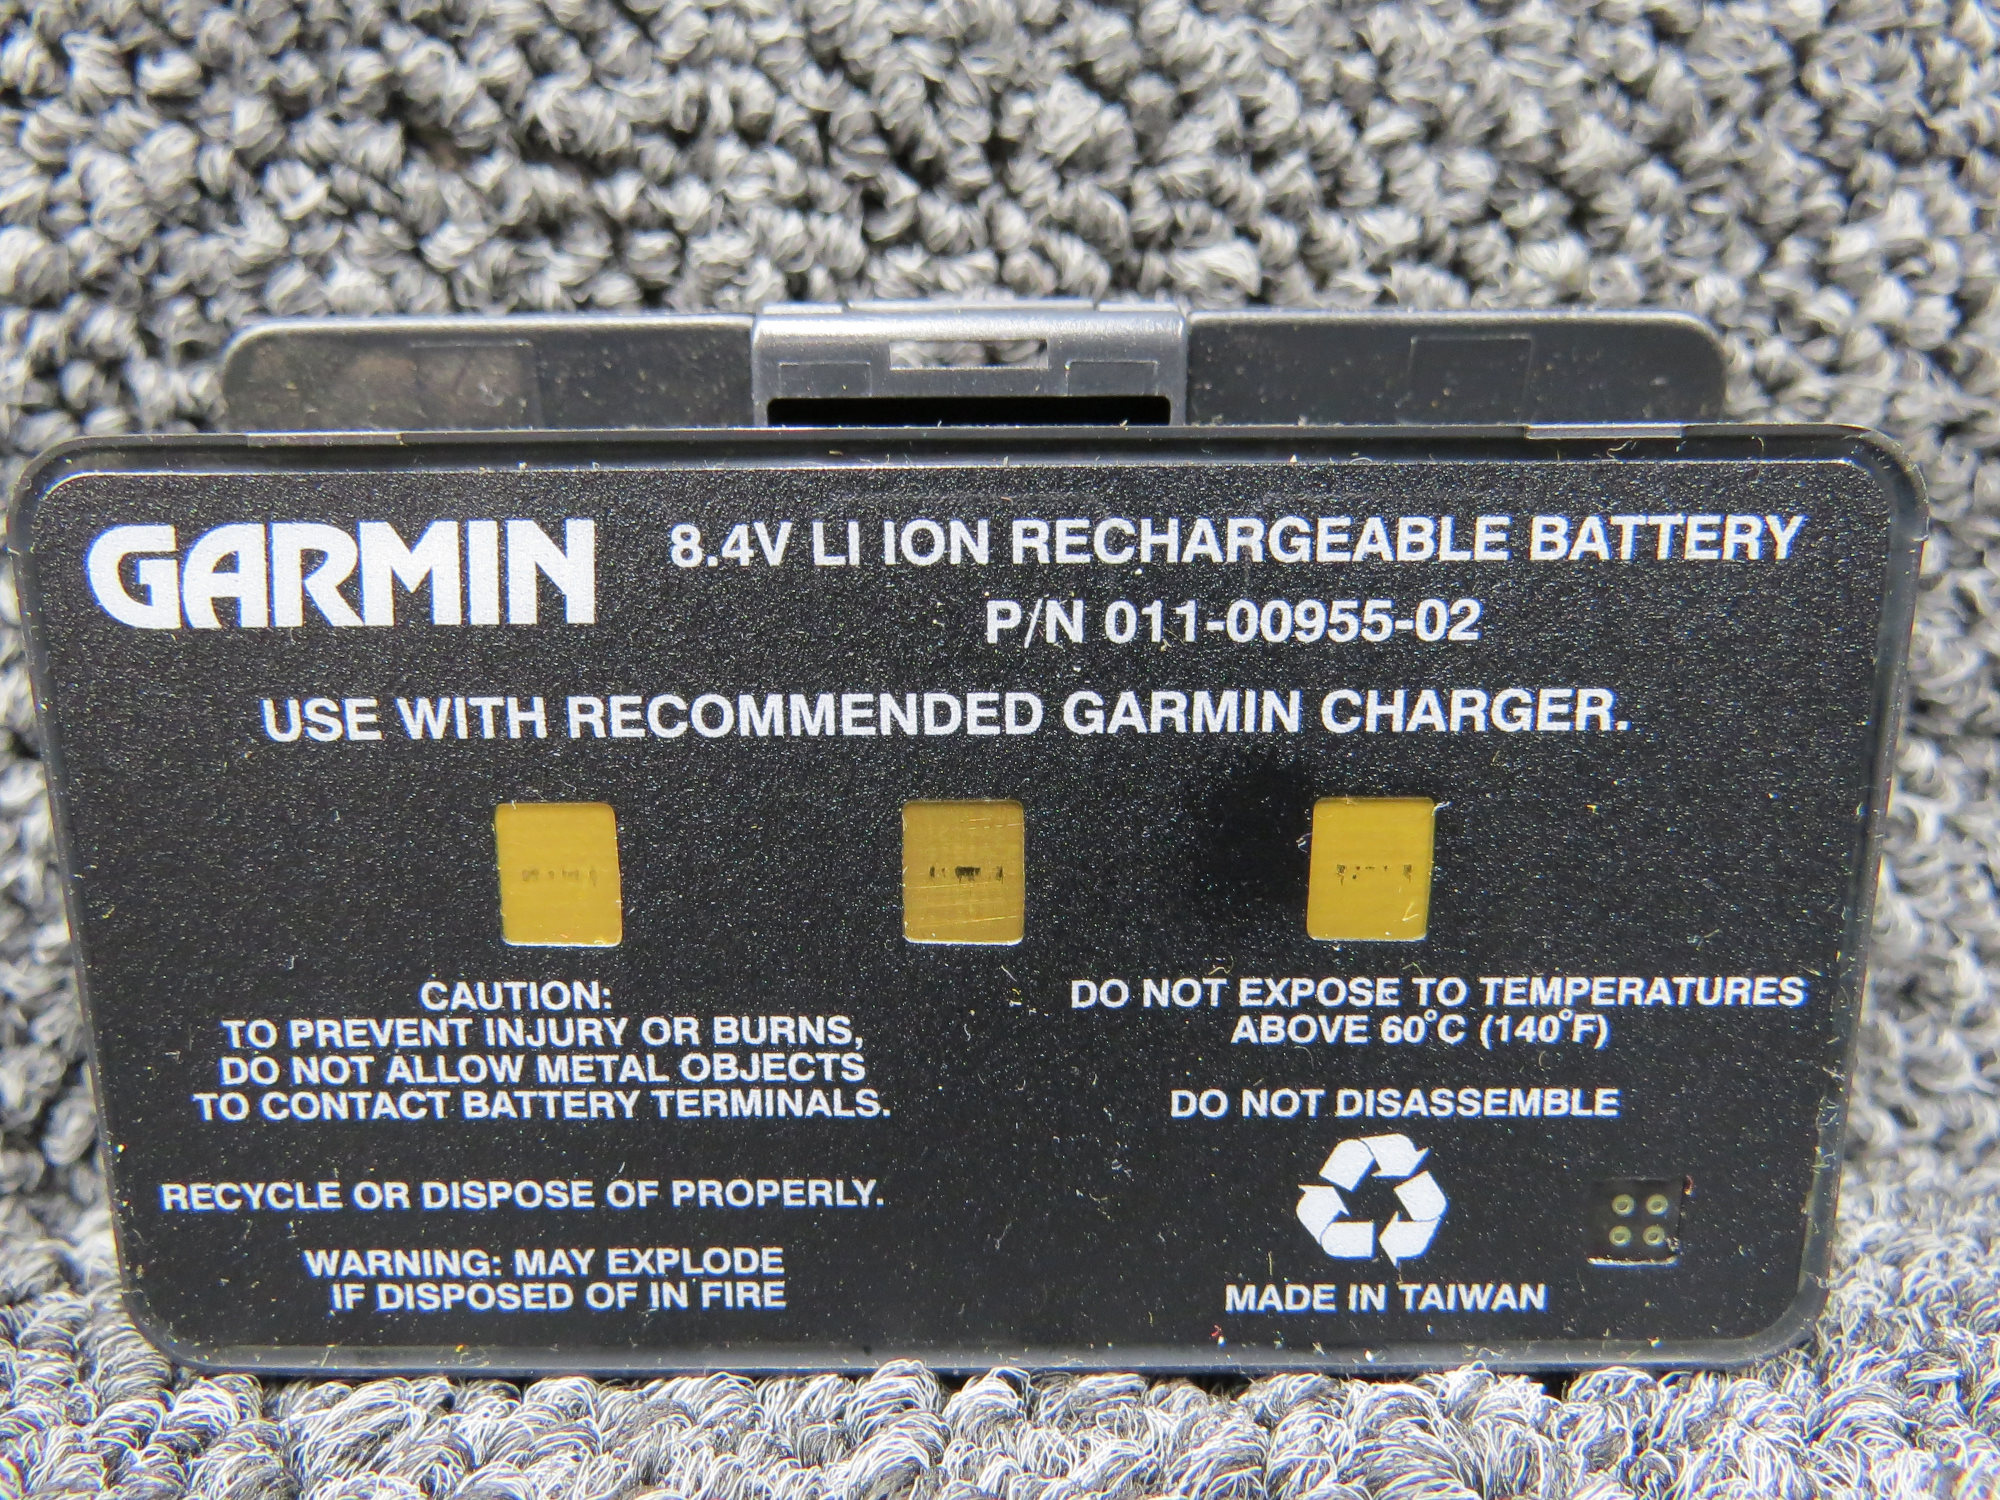 GARMIN
8.4V LI ION RECHARGEABLE BATTERY
P/N 011-00955-02
USE WITH RECOMMENDED GARMIN CHARGER.
CAUTION:
TO PREVENT INJURY OR BURNS,
DO NOT ALLOW METAL OBJECTS
TO CONTACT BATTERY TERMINALS.
RECYCLE OR DISPOSE OF PROPERLY.
WARNING: MAY EXPLODE
IF DISPOSED OF IN FIRE
DO NOT EXPOSE TO TEMPERATURES
ABOVE 60°C (140°F)
DO NOT DISASSEMBLE
MADE IN TAIWAN